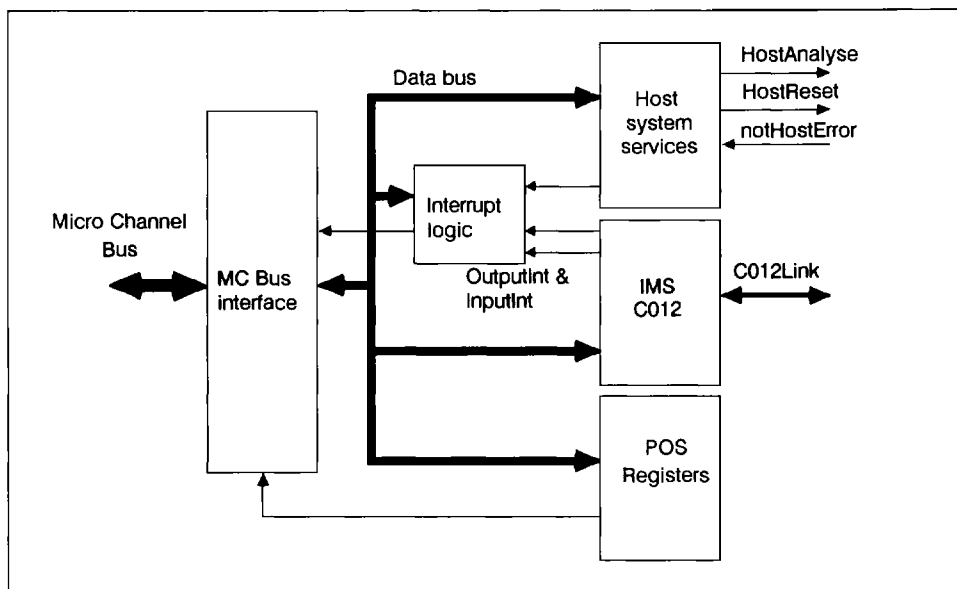 HostAnalyse
Data bus
Host
system
services
HostReset
notHostError
Interrupt
logic
Micro Channel
Bus
MC Bus
interface
OutputInt &
InputInt
IMS
C012
C012Link
POS
Registers